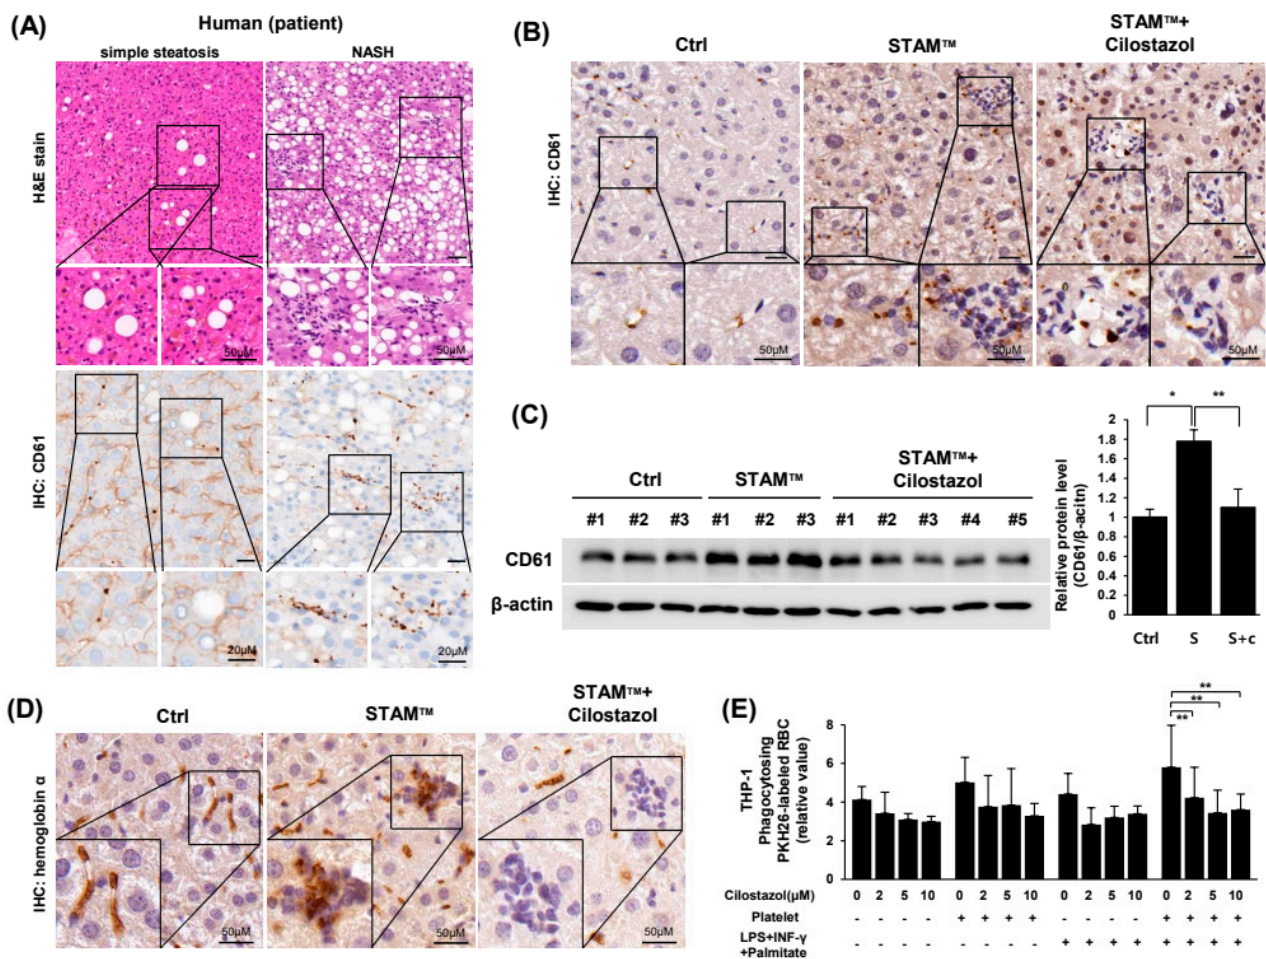 (A)
Human (patient)
simple steatosis
NASH
H&E stain
50μM
50μM
IHC: CD61
20μM
20μM
(B)
Ctrl
STAM™
STAM™+
Cilostazol
IHC: CD61
50μM
50μM
50μM
(C)
Ctrl
STAM™
STAM™+
Cilostazol
#1 #2 #3 #1 #2 #3 #1 #2 #3 #4 #5
CD61
β-actin
Relative protein level
(CD61/β-acitn)
* **
2
1.8
1.6
1.4
1.2
1
0.8
0.6
0.4
0.2
0
Ctrl S S+c
(D)
Ctrl
STAM™
STAM™+
Cilostazol
IHC: hemoglobin α
50μM
50μM
50μM
(E)
THP-1
Phagocytosing
PKH26-labeled RBC
(relative value)
8
6
4
2
0
**
**
**
Cilostazol(μM) 0 2 5 10 0 2 5 10 0 2 5 10 0 2 5 10
Platelet - - - - + + + + - - - - + + + +
LPS+INF-γ
+Palmitate - - - - - - - - + + + + + + + +